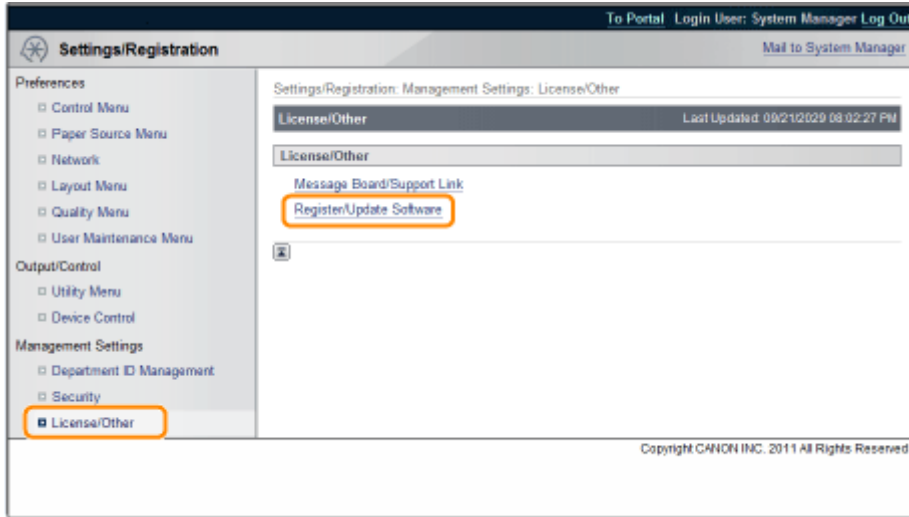 To Portal Login User: System Manager Log Out
Settings/Registration
Mail to System Manager
Preferences
Control Menu
Paper Source Menu
Network
Layout Menu
Quality Menu
User Maintenance Menu
Output/Control
Utility Menu
Device Control
Management Settings
Department ID Management
Security
License/Other
Settings/Registration: Management Settings: License/Other
License/Other Last Updated: 09/21/2029 08:02:27 PM
License/Other
Message Board/Support Link
Register/Update Software
Copyright CANON INC. 2011 All Rights Reserved